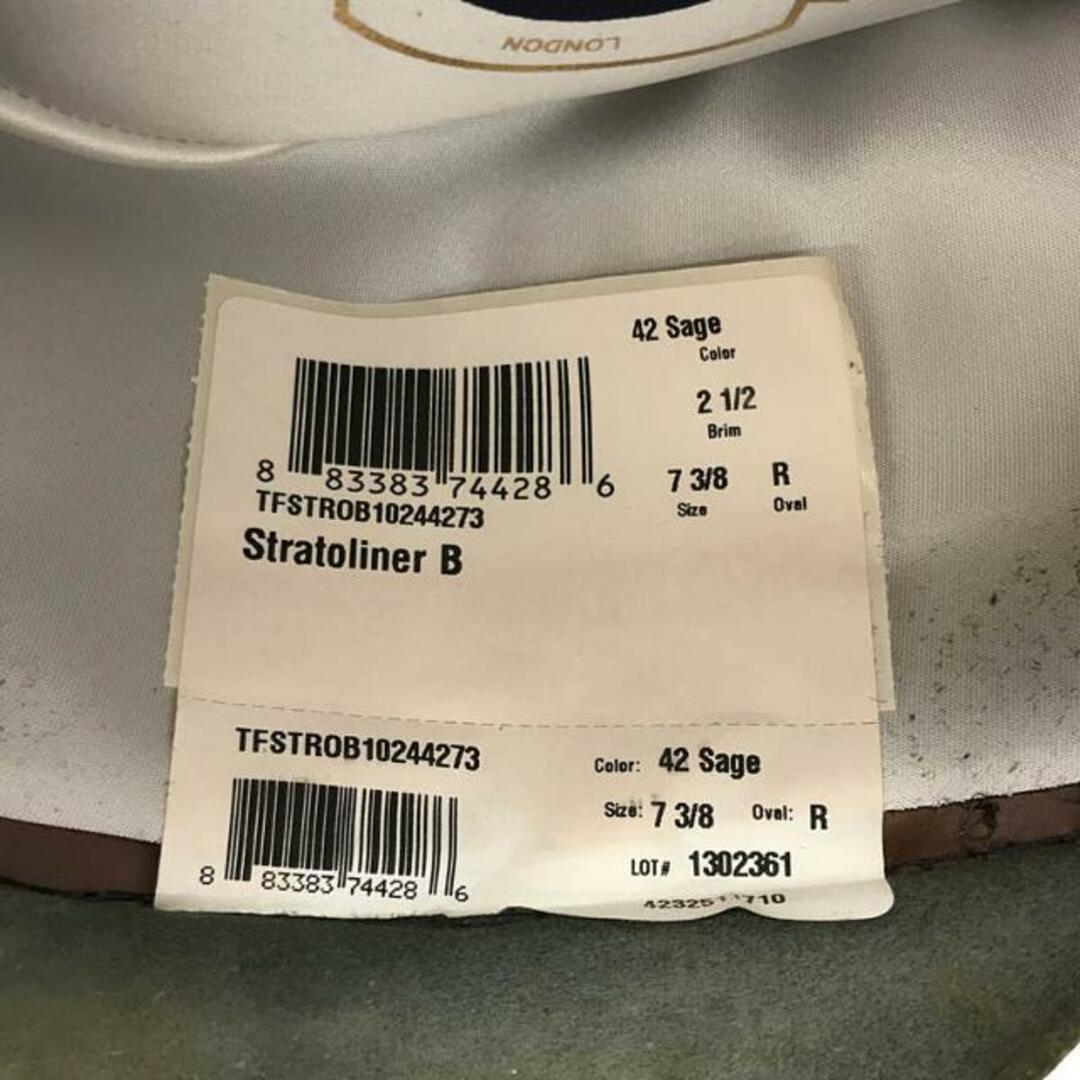 LONDON
42 Sage
Color
2 1/2
Brim
7 3/8 R
Size Oval
8 83383 74428 6
TFSTROB10244273
Stratoliner B
TFSTROB10244273
Color: 42 Sage
Size: 7 3/8 Oval: R
8 83383 74428 6
LOT# 1302361